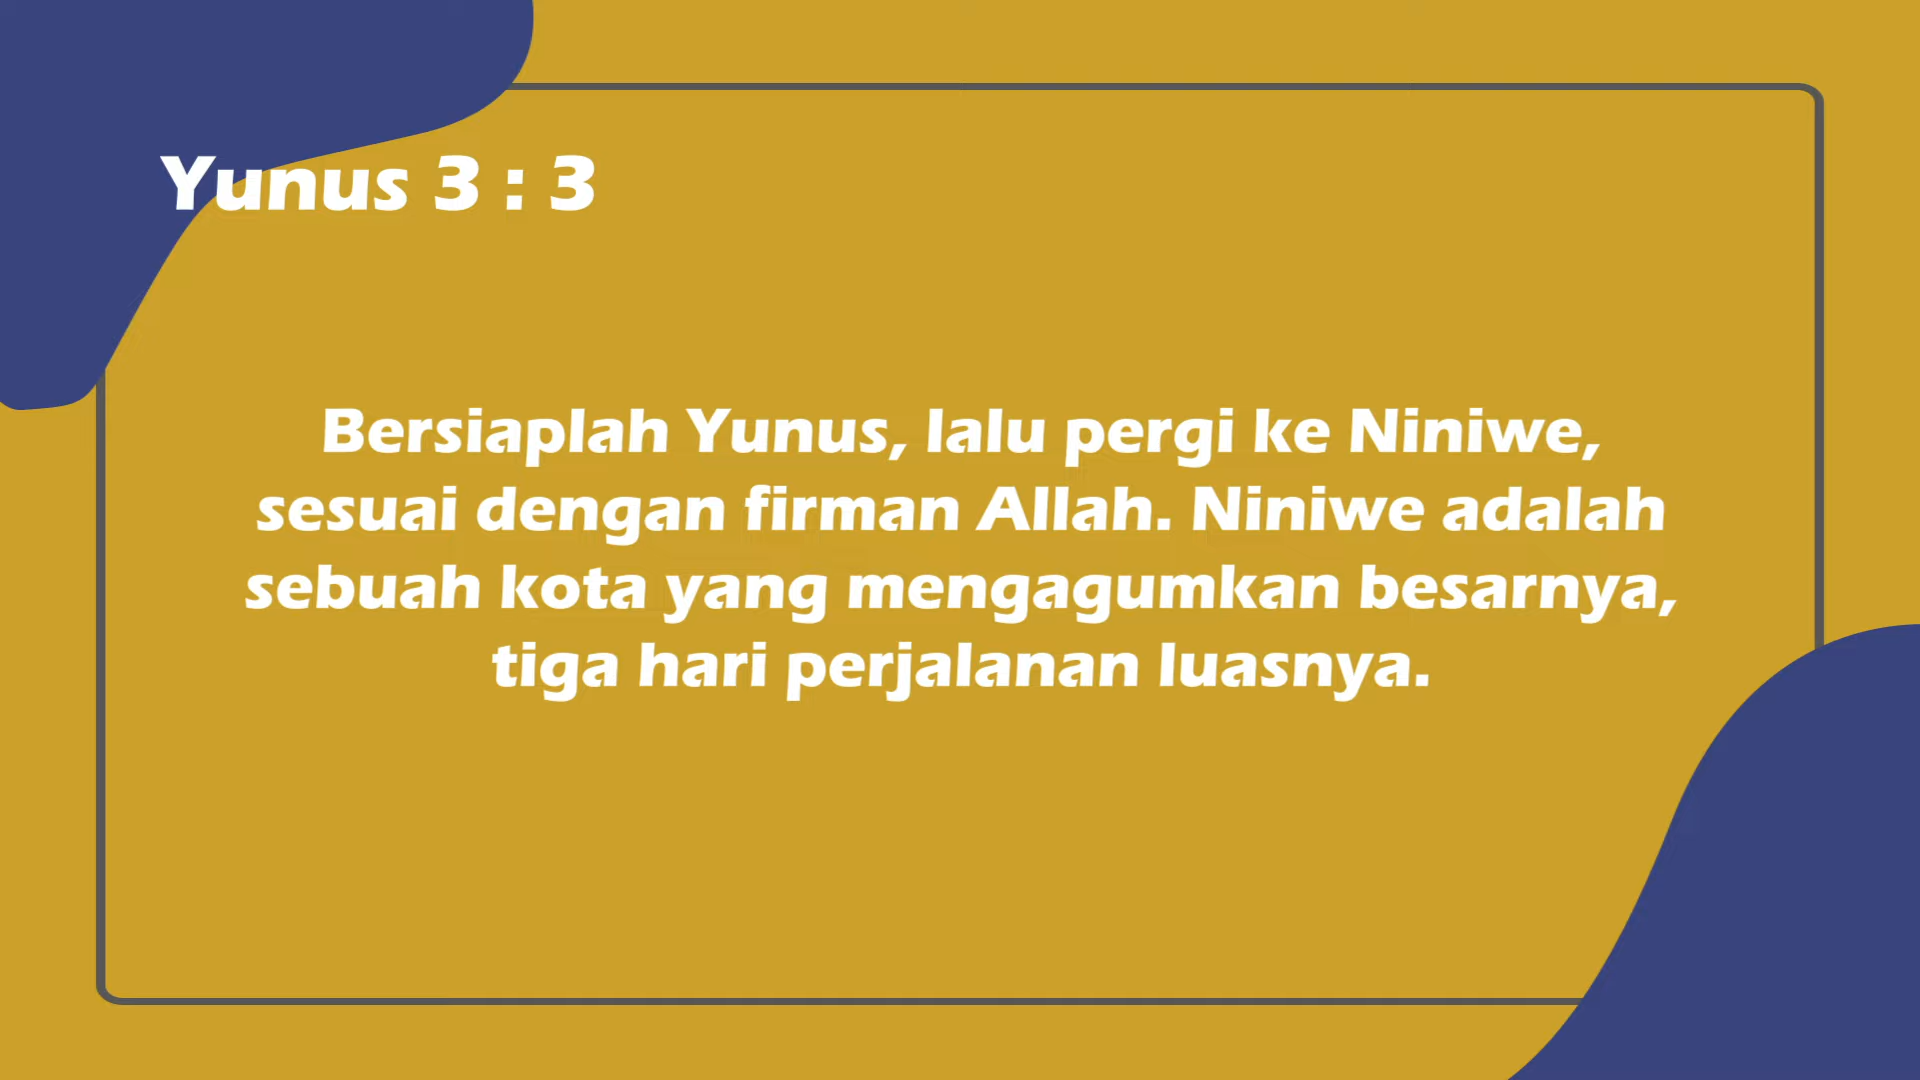 Yunus 3 : 3
Bersiaplah Yunus, lalu pergi ke Niniwe,
sesuai dengan firman Allah. Niniwe adalah
sebuah kota yang mengagumkan besarnya,
tiga hari perjalanan luasnya.